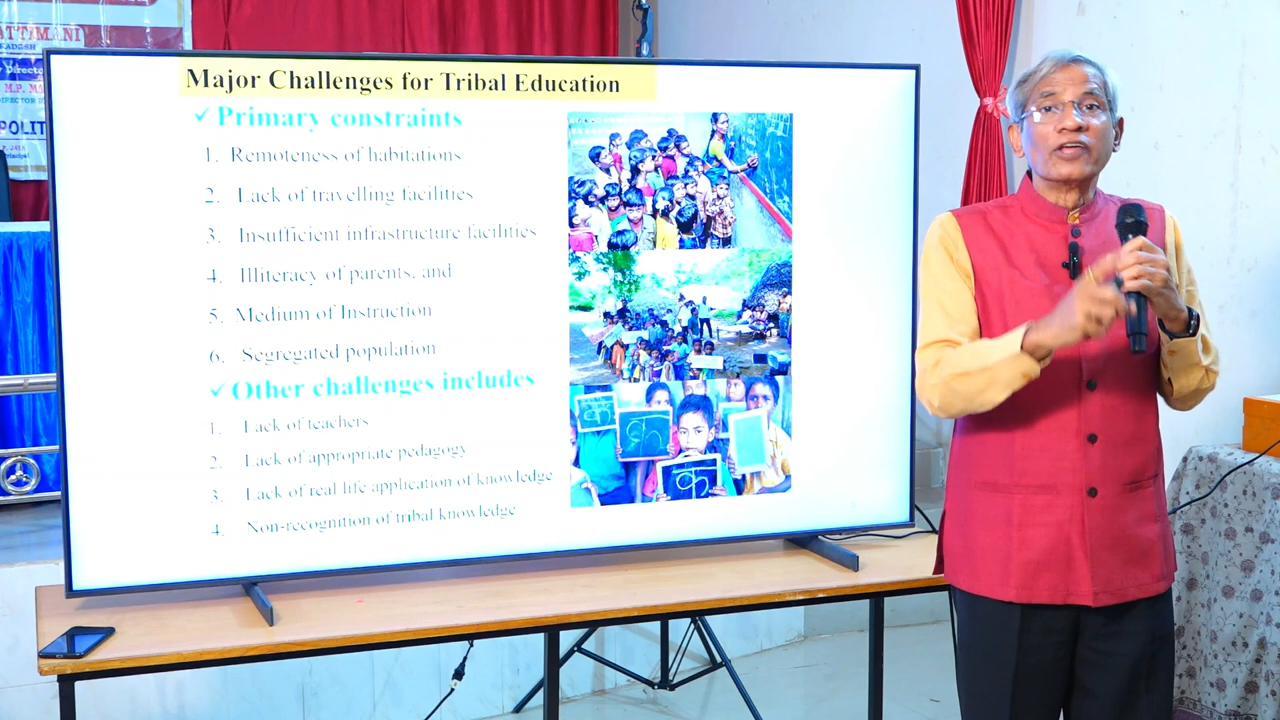 ATTAMANI
POLIT
Major Challenges for Tribal Education
✓ Primary constraints
1. Remoteness of habitations
2. Lack of travelling facilities
3. Insufficient infrastructure facilities
4. Illiteracy of parents, and
5. Medium of Instruction
6. Segregated population
✓ Other challenges includes
1. Lack of teachers
2. Lack of appropriate pedagogy
3. Lack of real life application of knowledge
4. Non-recognition of tribal knowledge
क
क